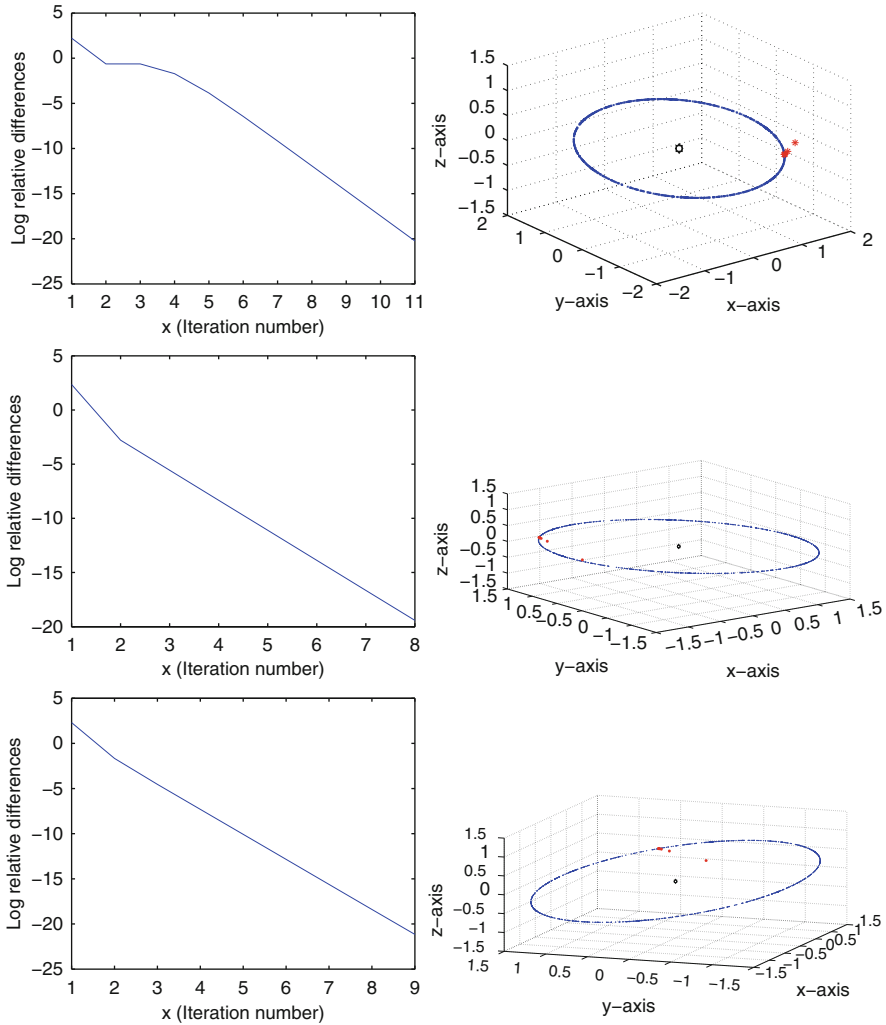 5
0
−5
−10
−15
−20
−25
Log relative differences
1 2 3 4 5 6 7 8 9 10 11
x (Iteration number)
1.5
1
0.5
0
−0.5
−1
−1.5
z−axis
2 1 0 −1 −2
y−axis
−2 −1 0 1 2
x−axis
5
0
−5
−10
−15
−20
Log relative differences
1 2 3 4 5 6 7 8
x (Iteration number)
1.5
1
0.5
0
−0.5
−1
−1.5
z−axis
1.5 1 0.5 0 −0.5 −1 −1.5
y−axis
−1.5 −1 −0.5 0 0.5 1 1.5
x−axis
5
0
−5
−10
−15
−20
−25
Log relative differences
1 2 3 4 5 6 7 8 9
x (Iteration number)
1.5
1
0.5
0
−0.5
−1
−1.5
z−axis
1.5 1 0.5 0 −0.5 −1 −1.5
y−axis
−1.5 −1 −0.5 0 0.5 1 1.5
x−axis